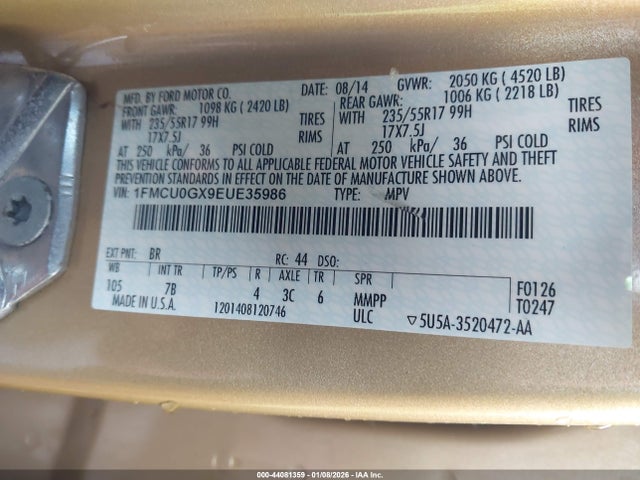 MFD. BY FORD MOTOR CO. DATE: 08/14 GVWR: 2050 KG ( 4520 LB)
FRONT GAWR: 1098 KG ( 2420 LB) REAR GAWR: 1006 KG ( 2218 LB)
WITH 235/55R17 99H TIRES WITH 235/55R17 99H TIRES
17X7.5J RIMS 17X7.5J RIMS
AT 250 kPa/ 36 PSI COLD AT 250 kPa/ 36 PSI COLD
THIS VEHICLE CONFORMS TO ALL APPLICABLE FEDERAL MOTOR VEHICLE SAFETY AND THEFT
PREVENTION STANDARDS IN EFFECT ON THE DATE OF MANUFACTURE SHOWN ABOVE.
VIN: 1FMCU0GX9EUE35986 TYPE: MPV
EXT PNT: BR RC: 44 DSO:
WB INT TR TP/PS R AXLE TR SPR F0126
105 7B 4 3C 6 MMPP T0247
MADE IN U.S.A. 1201408120746 ULC ▽5U5A-3520472-AA
000-44081359 - 01/08/2026 - IAA Inc.